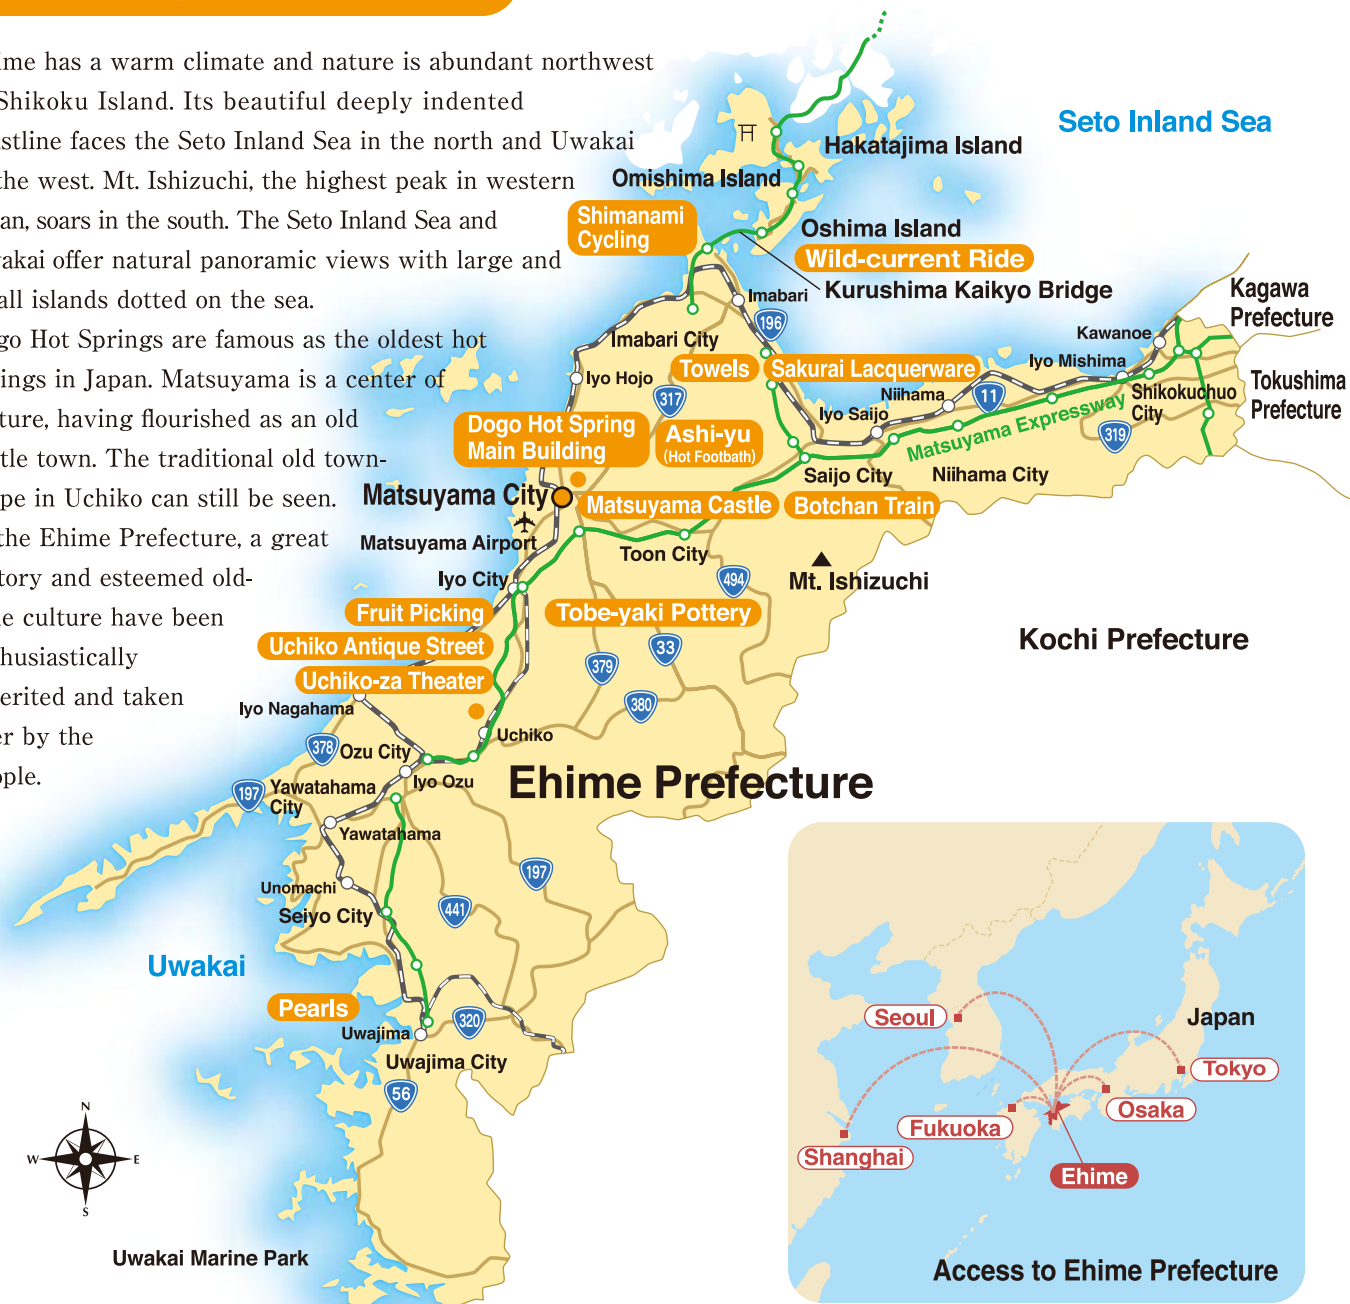 ime has a warm climate and nature is abundant northwest
Shikoku Island. Its beautiful deeply indented
stline faces the Seto Inland Sea in the north and Uwakai
the west. Mt. Ishizuchi, the highest peak in western
an, soars in the south. The Seto Inland Sea and
akai offer natural panoramic views with large and
all islands dotted on the sea.
go Hot Springs are famous as the oldest hot
ings in Japan. Matsuyama is a center of
ture, having flourished as an old
tle town. The traditional old town-
pe in Uchiko can still be seen.
the Ehime Prefecture, a great
tory and esteemed old-
e culture have been
husiastically
erited and taken
er by the
ople.
Seto Inland Sea
Hakatajima Island
Omishima Island
Shimanami
Cycling
Oshima Island
Wild-current Ride
Kurushima Kaikyo Bridge
Imabari
196
Imabari City
Kagawa
Prefecture
Kawanoe
Iyo Mishima
Towels
Sakurai Lacquerware
Iyo Hojo
317
Niihama
11
Shikokuchuo
City
Tokushima
Prefecture
Iyo Saijo
Matsuyama Expressway
319
Dogo Hot Spring
Main Building
Ashi-yu
(Hot Footbath)
Saijo City
Niihama City
Matsuyama City
Matsuyama Castle
Botchan Train
Matsuyama Airport
Toon City
Iyo City
494
Mt. Ishizuchi
Fruit Picking
Tobe-yaki Pottery
Kochi Prefecture
Uchiko Antique Street
33
379
Uchiko-za Theater
380
Iyo Nagahama
Uchiko
378
Ozu City
Iyo Ozu
Ehime Prefecture
197
Yawatahama
City
Yawatahama
197
Unomachi
441
Seiyo City
Uwakai
Pearls
320
Uwajima
Uwajima City
56
N
W
E
S
Uwakai Marine Park
Seoul
Japan
Tokyo
Osaka
Fukuoka
Shanghai
Ehime
Access to Ehime Prefecture